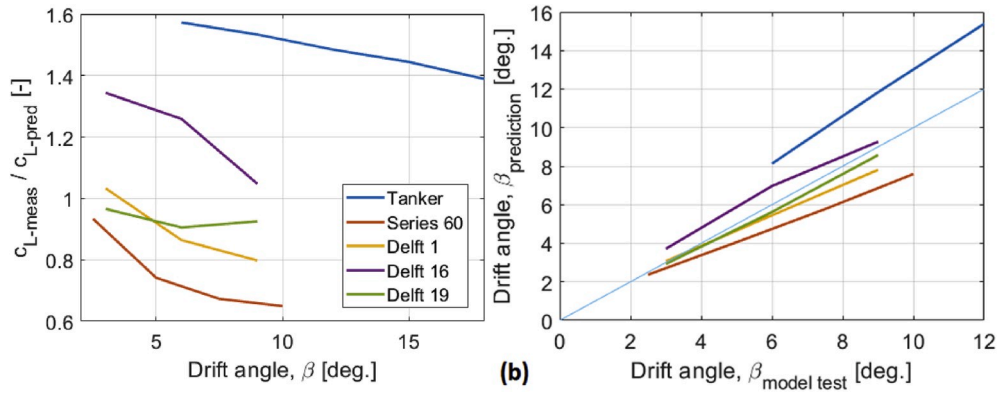 1.6
1.4
1.2
1
0.8
0.6
c_L-meas / c_L-pred [-]
5
10
15
Drift angle, β [deg.]
Tanker
Series 60
Delft 1
Delft 16
Delft 19
(b)
16
14
12
10
8
6
4
2
0
Drift angle, β_prediction [deg.]
0
2
4
6
8
10
12
Drift angle, β_model test [deg.]